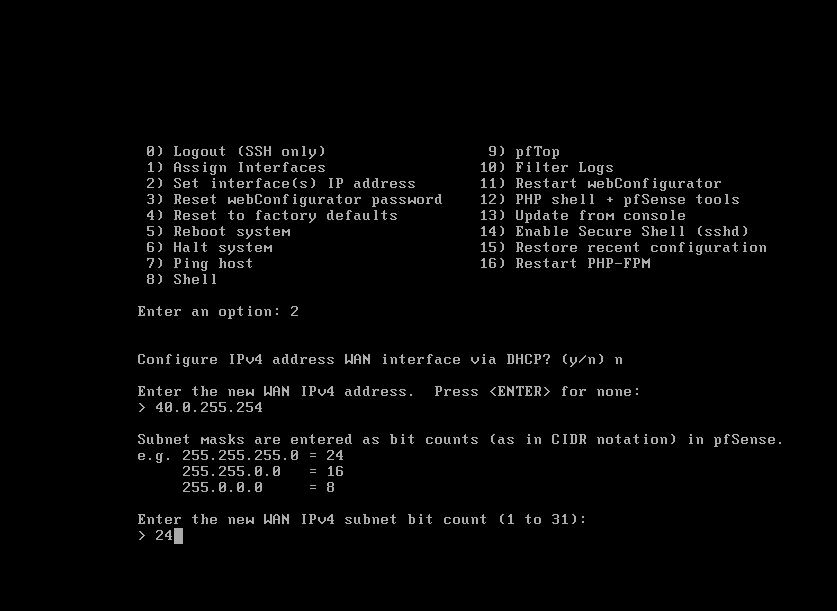 0) Logout (SSH only)                  9) pfTop
1) Assign Interfaces                 10) Filter Logs
2) Set interface(s) IP address       11) Restart webConfigurator
3) Reset webConfigurator password    12) PHP shell + pfSense tools
4) Reset to factory defaults         13) Update from console
5) Reboot system                     14) Enable Secure Shell (sshd)
6) Halt system                       15) Restore recent configuration
7) Ping host                         16) Restart PHP-FPM
8) Shell
Enter an option: 2
Configure IPv4 address WAN interface via DHCP? (y/n) n
Enter the new WAN IPv4 address.  Press <ENTER> for none:
> 40.0.255.254
Subnet masks are entered as bit counts (as in CIDR notation) in pfSense.
e.g. 255.255.255.0 = 24
     255.255.0.0   = 16
     255.0.0.0     = 8
Enter the new WAN IPv4 subnet bit count (1 to 31):
> 24